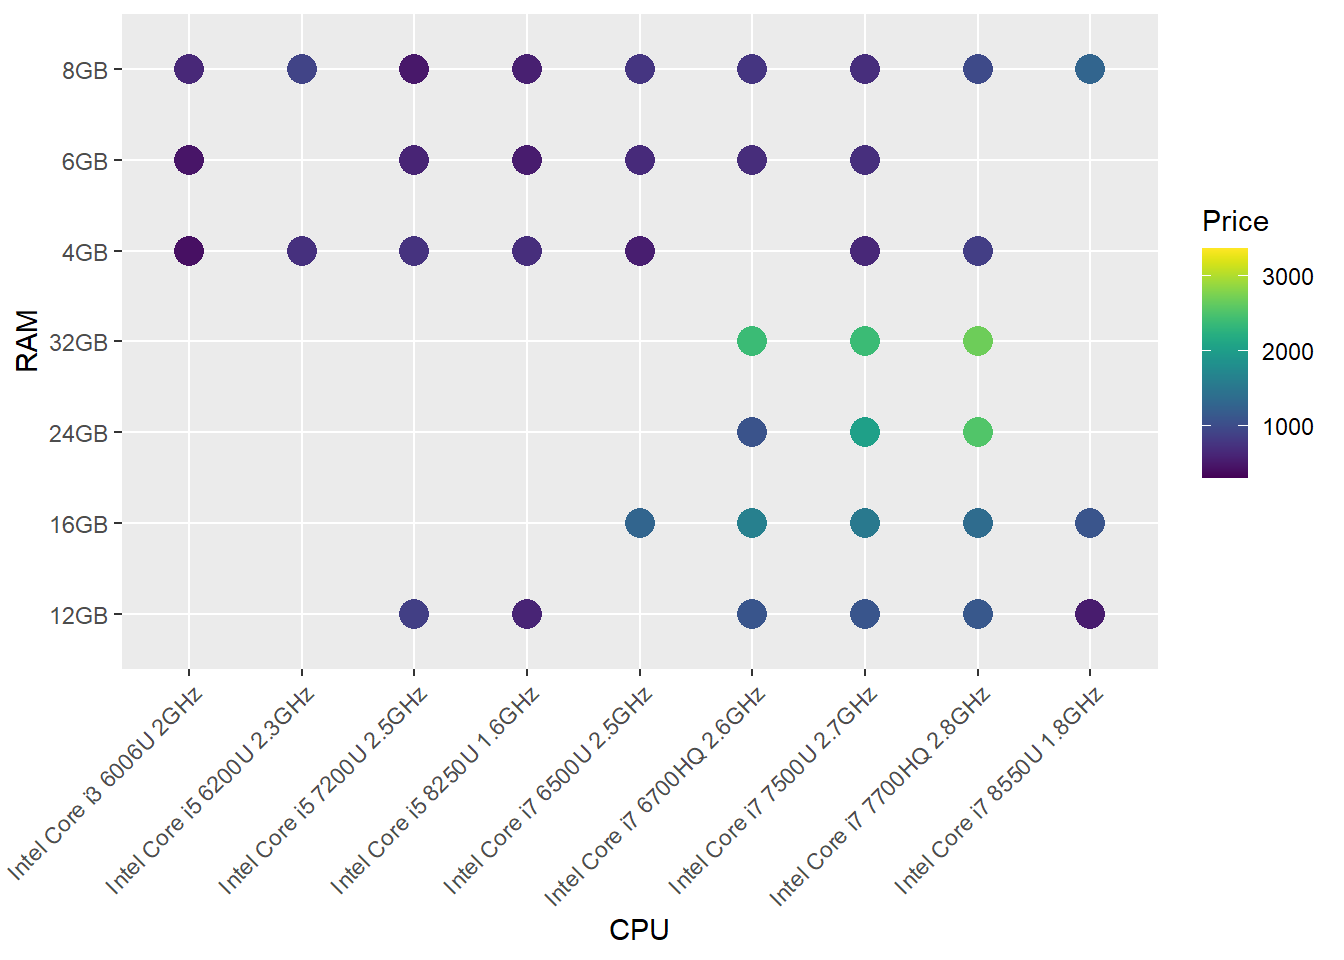 8GB
6GB
4GB
32GB
24GB
16GB
12GB
RAM
Intel Core i3 6006U 2GHz
Intel Core i5 6200U 2.3GHz
Intel Core i5 7200U 2.5GHz
Intel Core i5 8250U 1.6GHz
Intel Core i7 6500U 2.5GHz
Intel Core i7 6700HQ 2.6GHz
Intel Core i7 7500U 2.7GHz
Intel Core i7 7700HQ 2.8GHz
Intel Core i7 8550U 1.8GHz
CPU
Price
3000
2000
1000